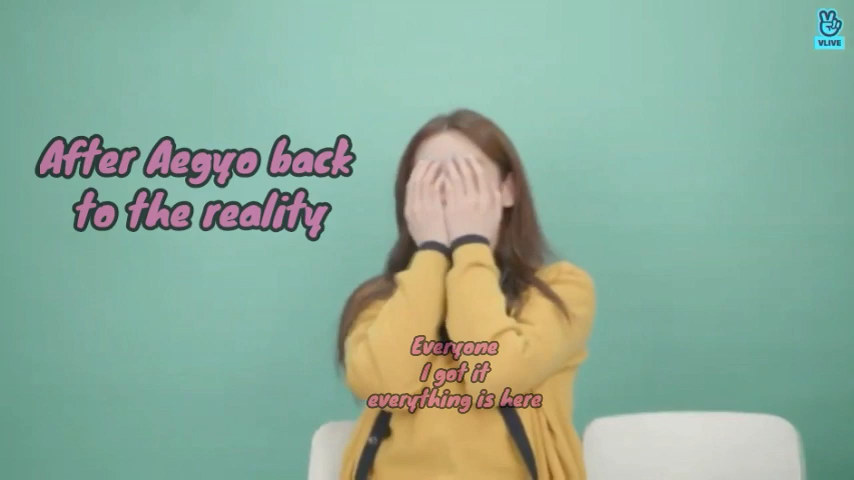 VLIVE
After Aegyo back
to the reality
Everyone
I got it
everything is here